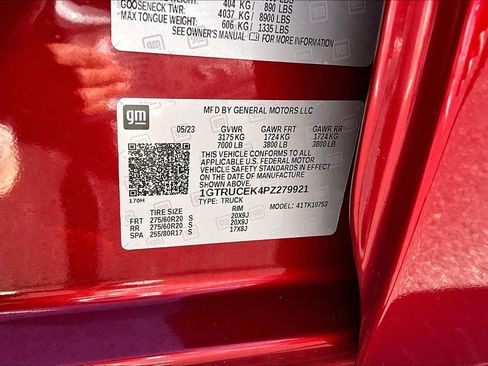 404 KG/ 890 LBS
GOOSENECK TWR: 4037 KG/ 8900 LBS
MAX TONGUE WEIGHT: 606 KG/ 1335 LBS
SEE OWNER'S MANUAL FOR MORE INFORMATION
gm
MFD BY GENERAL MOTORS LLC
05/23 GVWR GAWR FRT GAWR RR
3175 KG 1724 KG 1724 KG
7000 LB 3800 LB 3800 LB
THIS VEHICLE CONFORMS TO ALL
APPLICABLE U.S. FEDERAL MOTOR
VEHICLE SAFETY STANDARDS IN EFFECT
ON THE DATE OF MANUFACTURE
SHOWN ABOVE.
1GTRUCEK4PZ279921
170H
TYPE: TRUCK
MODEL: 41TK10753
TIRE SIZE RIM
FRT 275/60R20 S 20X9J
RR 275/60R20 S 20X9J
SPA 255/80R17 S 17X8J